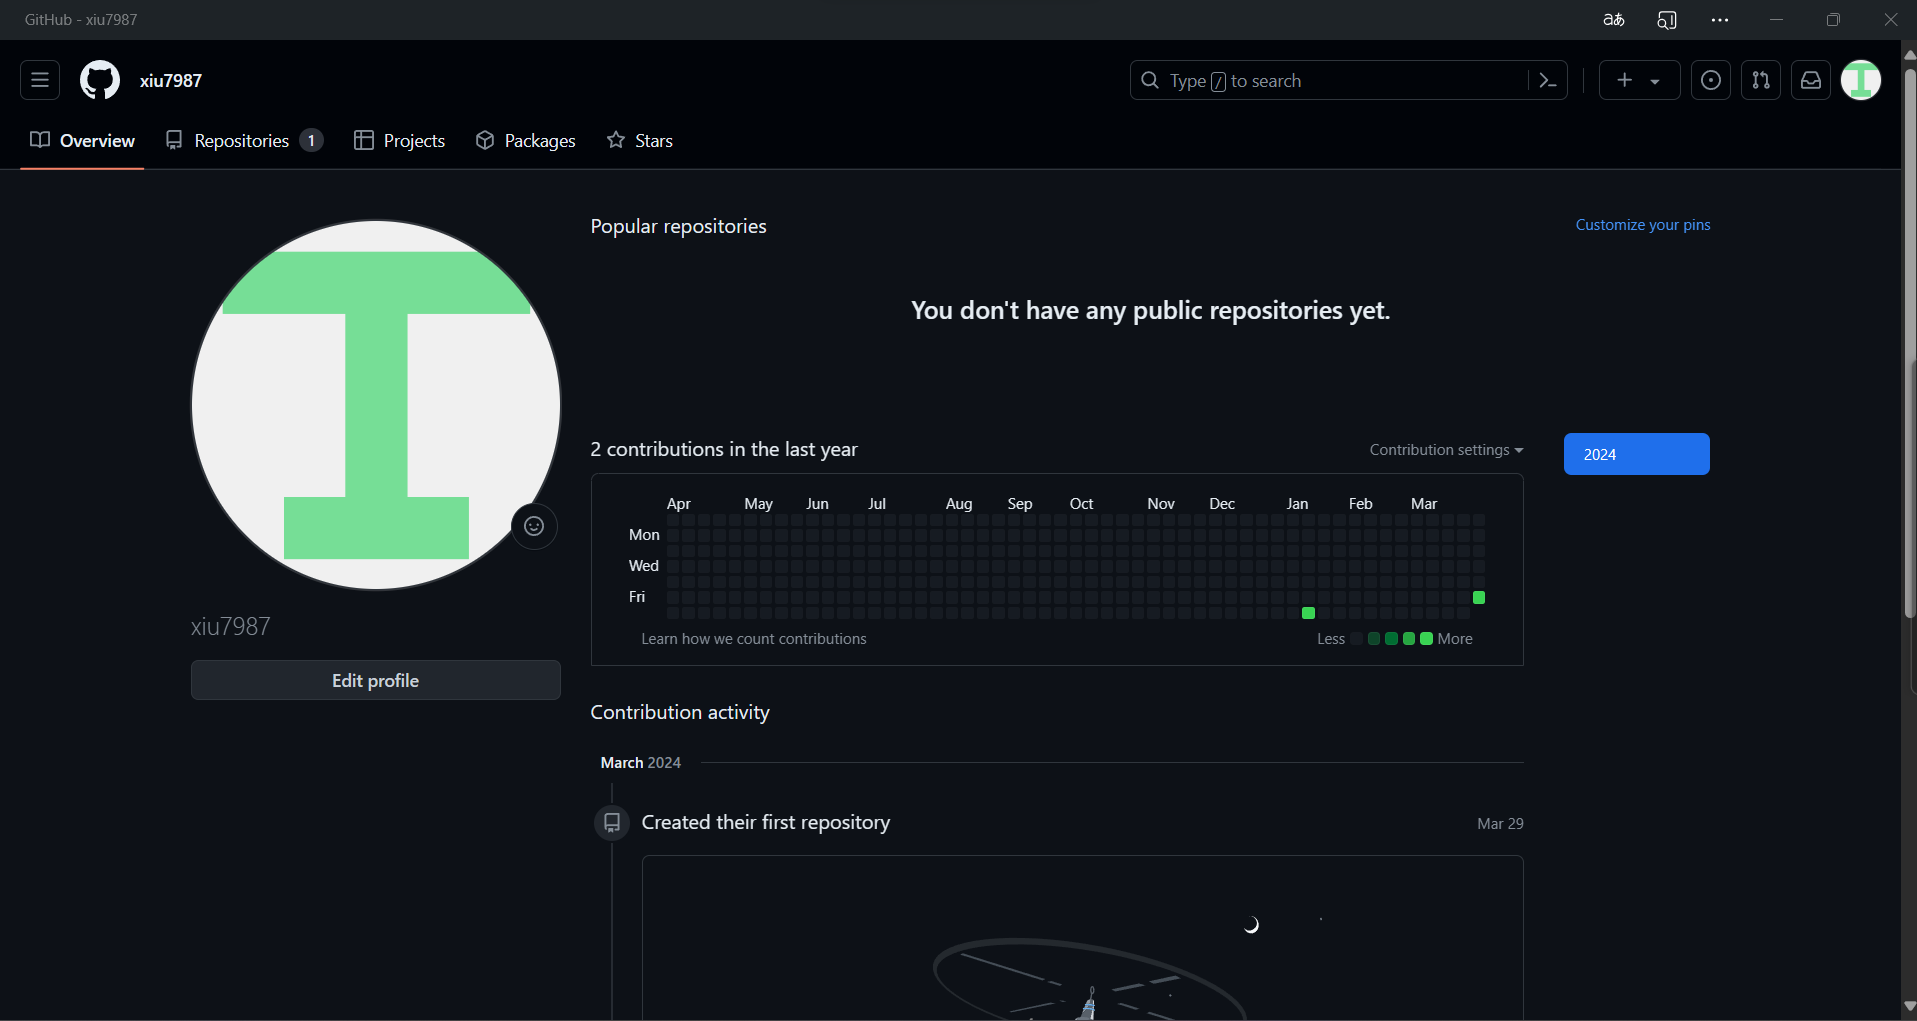 GitHub - xiu7987
aあ
xiu7987
Type / to search
Overview
Repositories 1
Projects
Packages
Stars
Popular repositories
Customize your pins
You don't have any public repositories yet.
2 contributions in the last year
Contribution settings
2024
Apr May Jun Jul Aug Sep Oct Nov Dec Jan Feb Mar
Mon
Wed
Fri
Learn how we count contributions
Less
More
xiu7987
Edit profile
Contribution activity
March 2024
Created their first repository
Mar 29